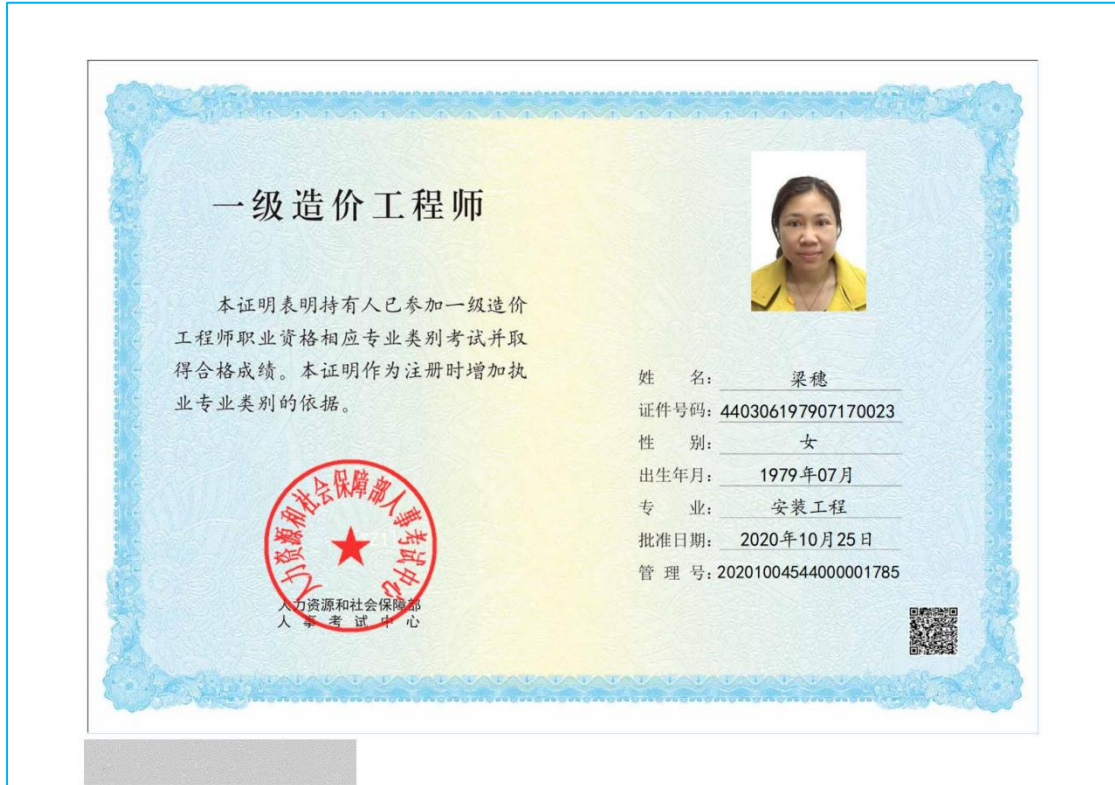 一级造价工程师
本证明表明持有人已参加一级造价
工程师职业资格相应专业类别考试并取
得合格成绩。本证明作为注册时增加执
业专业类别的依据。
人力资源和社会保障部人事考试中心
人力资源和社会保障部
人事考试中心
姓名：梁穗
证件号码：440306197907170023
性别：女
出生年月：1979年07月
专业：安装工程
批准日期：2020年10月25日
管理号：20201004544000001785